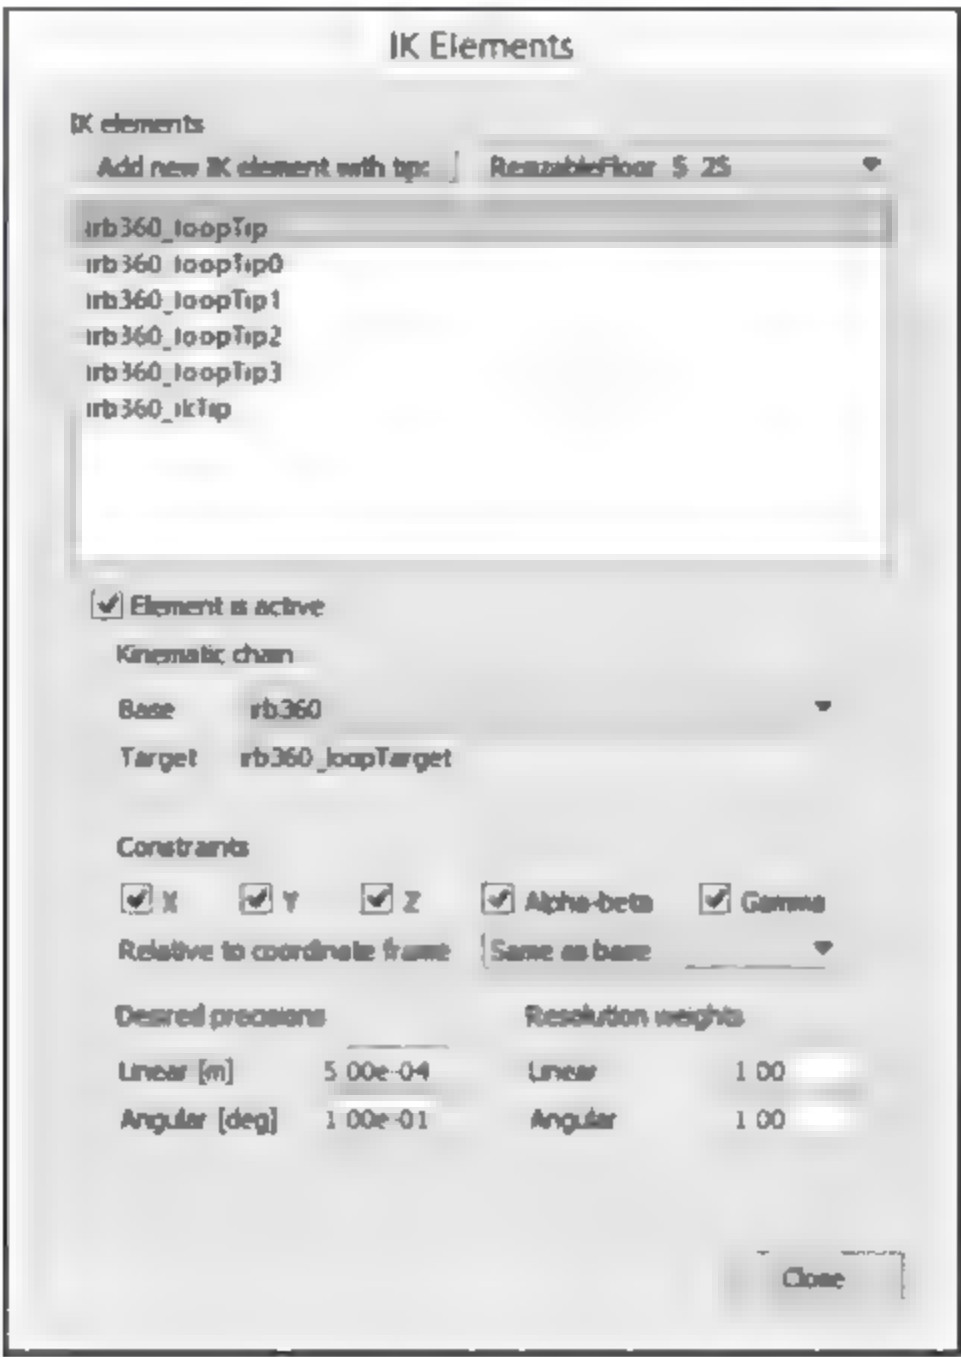 IK Elements
IK elements
Add new IK element with tip: ResizableFloor_5_25
irb360_loopTip
irb360_loopTip0
irb360_loopTip1
irb360_loopTip2
irb360_loopTip3
irb360_ikTip
Element is active
Kinematic chain
Base irb360
Target irb360_loopTarget
Constraints
X Y Z Alpha-beta Gamma
Relative to coordinate frame Same as base
Desired precisions Resolution weights
Linear [m] 5.00e-04 Linear 1.00
Angular [deg] 1.00e-01 Angular 1.00
Close